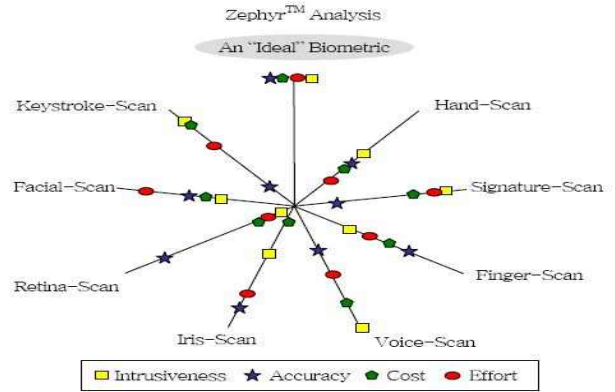 Zephyr™ Analysis
An "Ideal" Biometric
Keystroke-Scan
Hand-Scan
Facial-Scan
Signature-Scan
Retina-Scan
Finger-Scan
Iris-Scan
Voice-Scan
Intrusiveness Accuracy Cost Effort